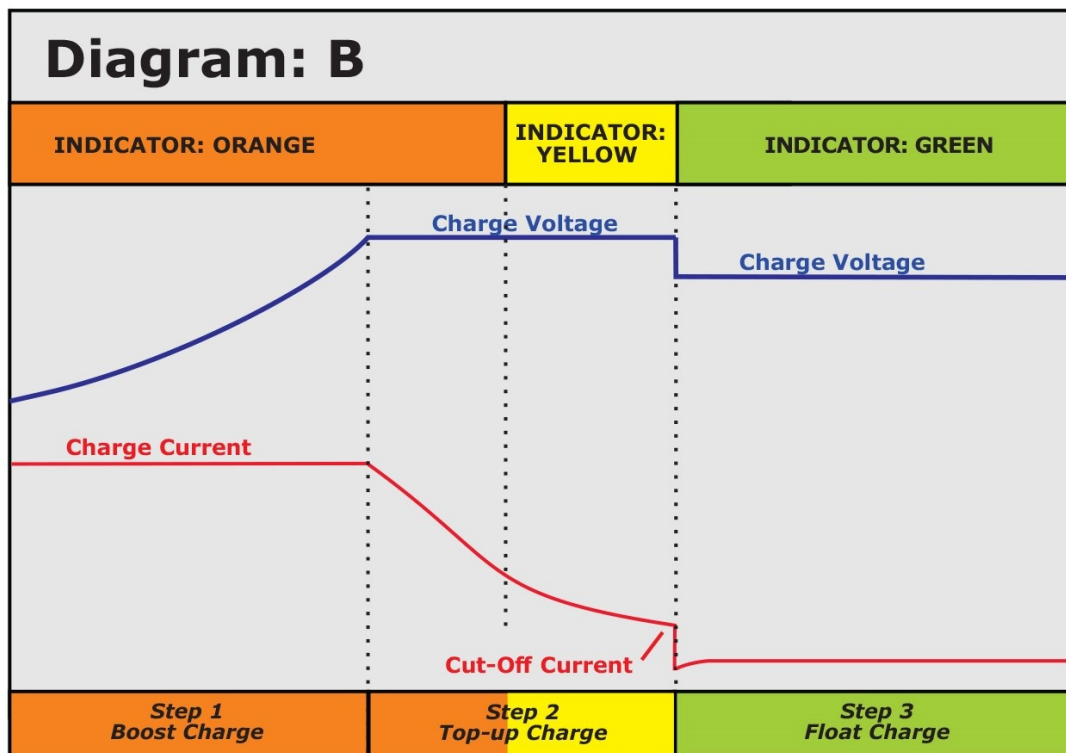 Diagram: B
INDICATOR: ORANGE
INDICATOR:
YELLOW
INDICATOR: GREEN
Charge Voltage
Charge Voltage
Charge Current
Cut-Off Current
Step 1
Boost Charge
Step 2
Top-up Charge
Step 3
Float Charge